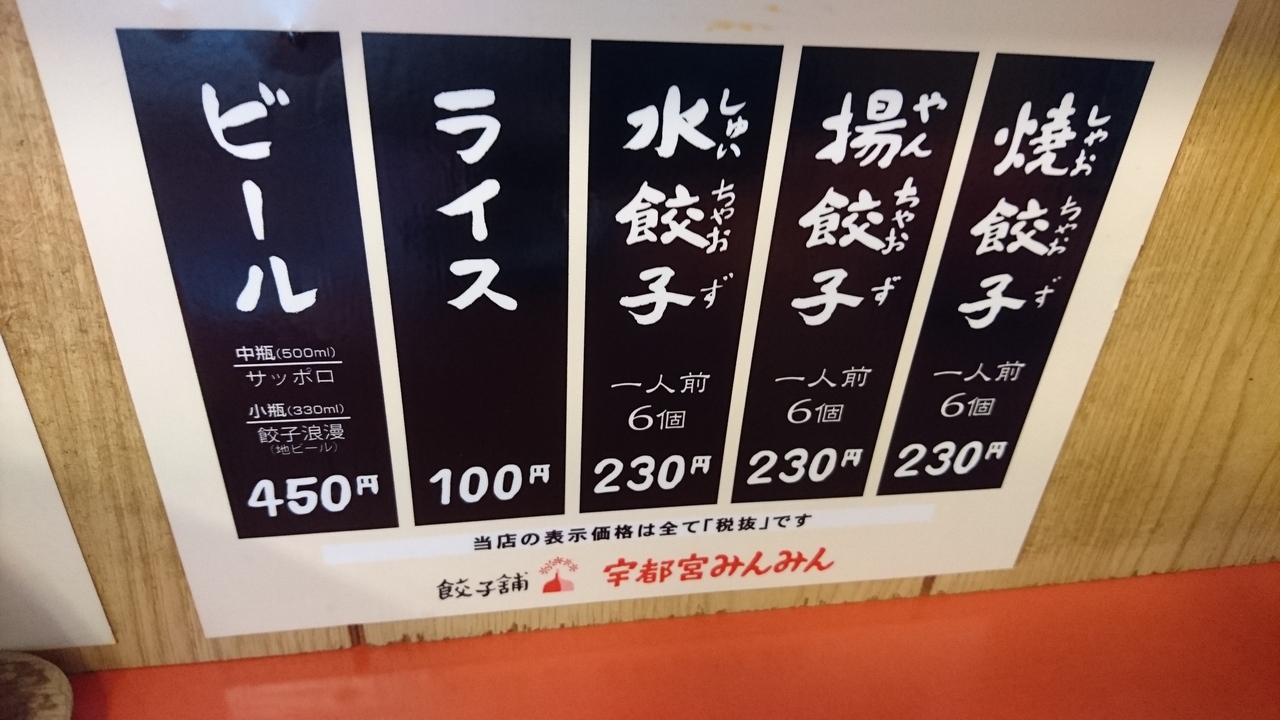 焼餃子
しゃおちゃおず
一人前
6個
230円
揚餃子
やんちゃおず
一人前
6個
230円
水餃子
しゅいちゃおず
一人前
6個
230円
ライス
100円
ビール
中瓶(500ml)
サッポロ
小瓶(330ml)
餃子浪漫
(地ビール)
450円
当店の表示価格は全て「税抜」です
餃子舗 宇都宮みんみん